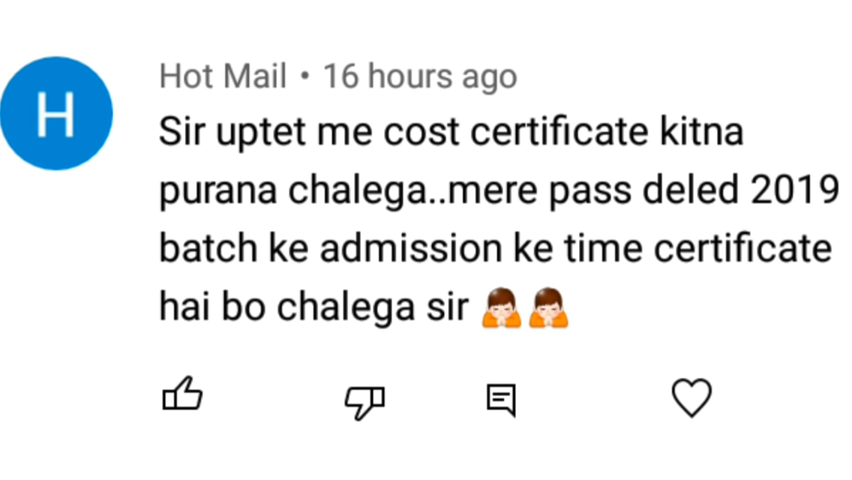 H
Hot Mail • 16 hours ago
Sir uptet me cost certificate kitna
purana chalega..mere pass deled 2019
batch ke admission ke time certificate
hai bo chalega sir 🙏🙏